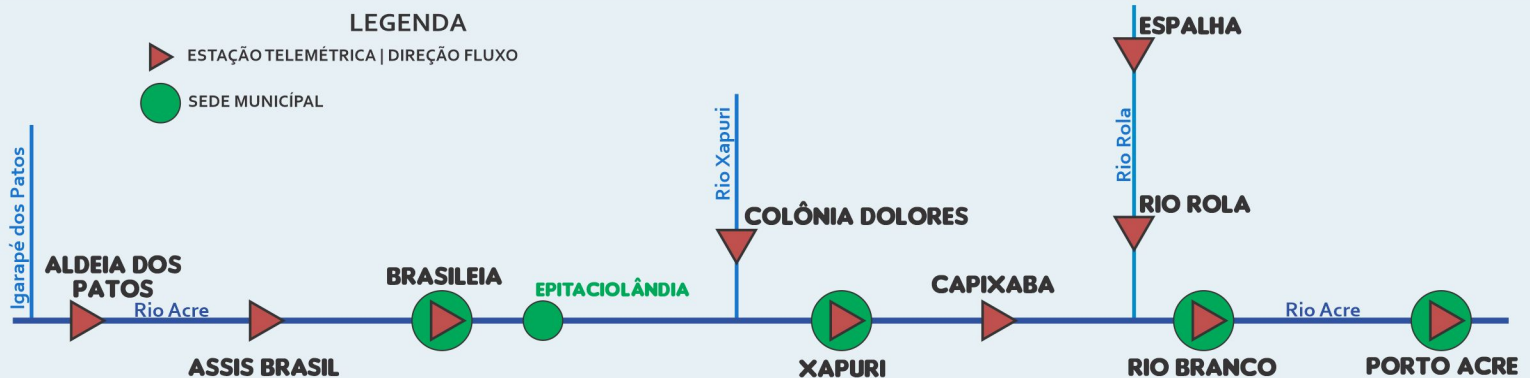 LEGENDA
ESTAÇÃO TELEMÉTRICA | DIREÇÃO FLUXO
SEDE MUNICÍPAL
Igarapé dos Patos
ALDEIA DOS
PATOS
Rio Acre
ASSIS BRASIL
BRASILEIA
EPITACIOLÂNDIA
Rio Xapuri
COLÔNIA DOLORES
XAPURI
CAPIXABA
ESPALHA
Rio Rola
RIO ROLA
RIO BRANCO
Rio Acre
PORTO ACRE